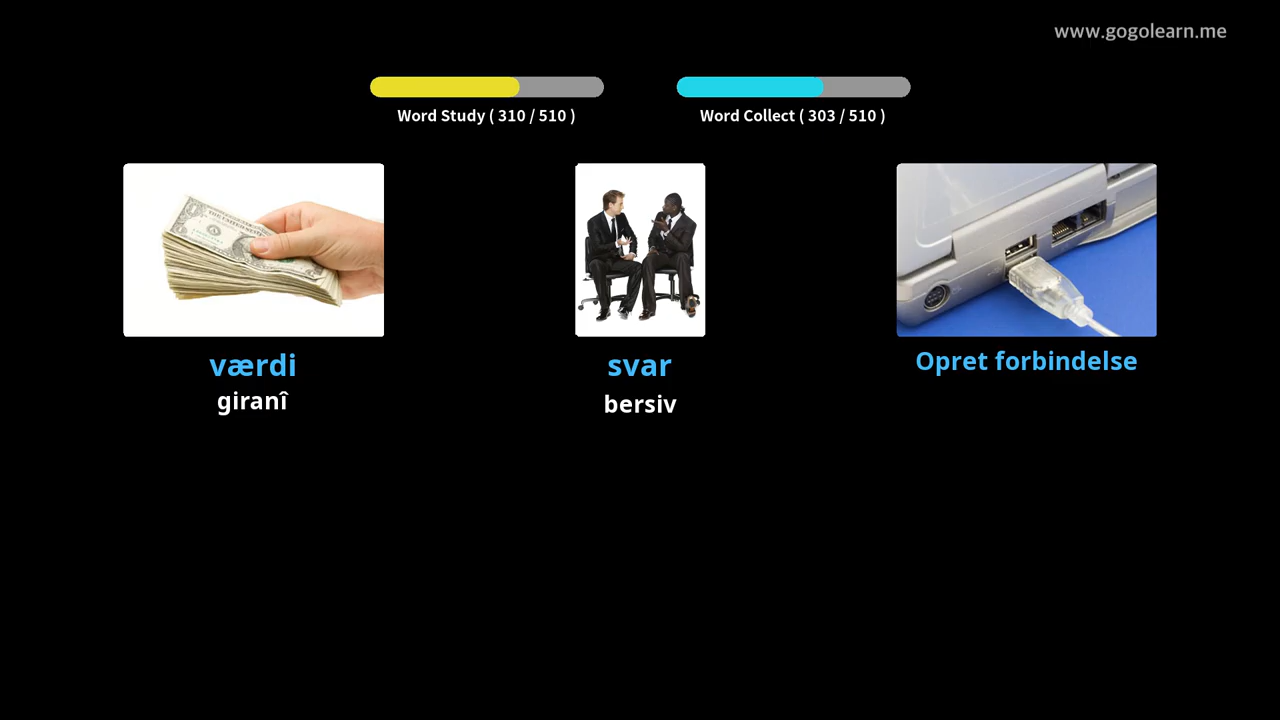 www.gogolearn.me
Word Study ( 310 / 510 )
Word Collect ( 303 / 510 )
værdi
giranî
svar
bersiv
Opret forbindelse